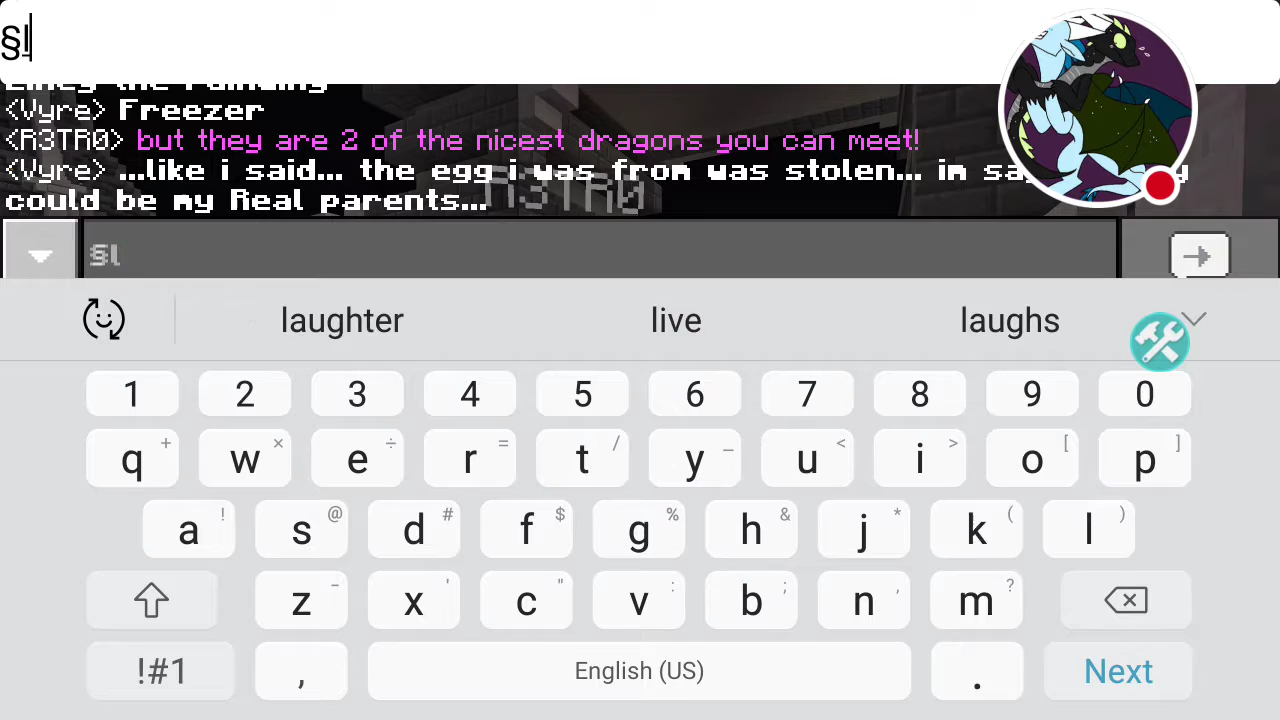 §l
<Vyre> Freezer
<R3TR0> but they are 2 of the nicest dragons you can meet!
<Vyre> ...like i said... the egg i was from was stolen... im
could be my Real parents...
R3TR0
§l
laughter live laughs
1 2 3 4 5 6 7 8 9 0
q + w × e ÷ r = t / y _ u < i > o [ p ]
a ! s @ d # f $ g % h & j * k ( l )
z - x ' c " v : b ; n , m ?
!#1 , English (US) . Next